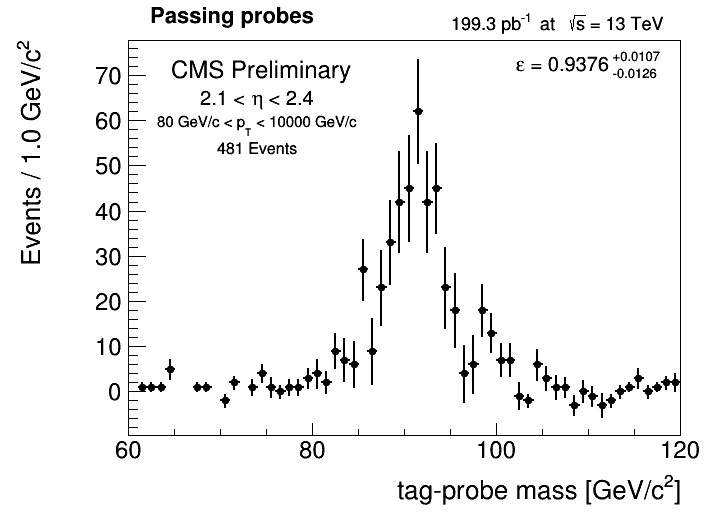 Passing probes
199.3 pb⁻¹ at √s = 13 TeV
CMS Preliminary
2.1 < η < 2.4
80 GeV/c < p_T < 10000 GeV/c
481 Events
ε = 0.9376 +0.0107 -0.0126
Events / 1.0 GeV/c²
70
60
50
40
30
20
10
0
60 80 100 120
tag-probe mass [GeV/c²]